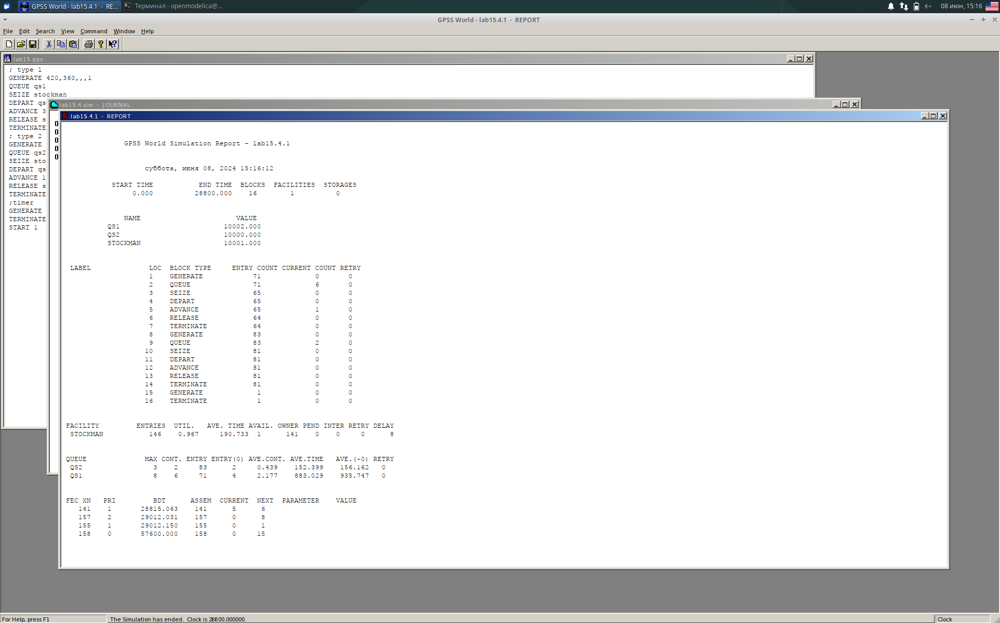 GPSS World - lab15.4.1 - RE... Терминал - openmodelica@... 08 июн, 15:16
GPSS World - lab15.4.1 - REPORT
File Edit Search View Command Window Help
lab15.gps
; type 1
GENERATE 420,360,,,1
QUEUE qs1
SEIZE stockman
DEPART qs
ADVANCE 3
RELEASE s
TERMINATE
; type 2
GENERATE
QUEUE qs2
SEIZE sto
DEPART qs
ADVANCE 1
RELEASE s
TERMINATE
;timer
GENERATE
TERMINATE
START 1
lab15.4.sim - JOURNAL
0
0
0
0
0
lab15.4.1 - REPORT
GPSS World Simulation Report - lab15.4.1
суббота, июня 08, 2024 15:16:12
START TIME END TIME BLOCKS FACILITIES STORAGES
0.000 28800.000 16 1 0
NAME VALUE
QS1 10002.000
QS2 10000.000
STOCKMAN 10001.000
LABEL LOC BLOCK TYPE ENTRY COUNT CURRENT COUNT RETRY
1 GENERATE 71 0 0
2 QUEUE 71 6 0
3 SEIZE 65 0 0
4 DEPART 65 0 0
5 ADVANCE 65 1 0
6 RELEASE 64 0 0
7 TERMINATE 64 0 0
8 GENERATE 83 0 0
9 QUEUE 83 2 0
10 SEIZE 81 0 0
11 DEPART 81 0 0
12 ADVANCE 81 0 0
13 RELEASE 81 0 0
14 TERMINATE 81 0 0
15 GENERATE 1 0 0
16 TERMINATE 1 0 0
FACILITY ENTRIES UTIL. AVE. TIME AVAIL. OWNER PEND INTER RETRY DELAY
STOCKMAN 146 0.967 190.733 1 141 0 0 0 8
QUEUE MAX CONT. ENTRY ENTRY(0) AVE.CONT. AVE.TIME AVE.(-0) RETRY
QS2 3 2 83 2 0.439 152.399 156.162 0
QS1 8 6 71 4 2.177 883.029 935.747 0
FEC XN PRI BDT ASSEM CURRENT NEXT PARAMETER VALUE
141 1 28815.063 141 5 6
157 2 29012.031 157 0 8
155 1 29012.150 155 0 1
158 0 57600.000 158 0 15
For Help, press F1 The Simulation has ended. Clock is 28800.000000. Clock